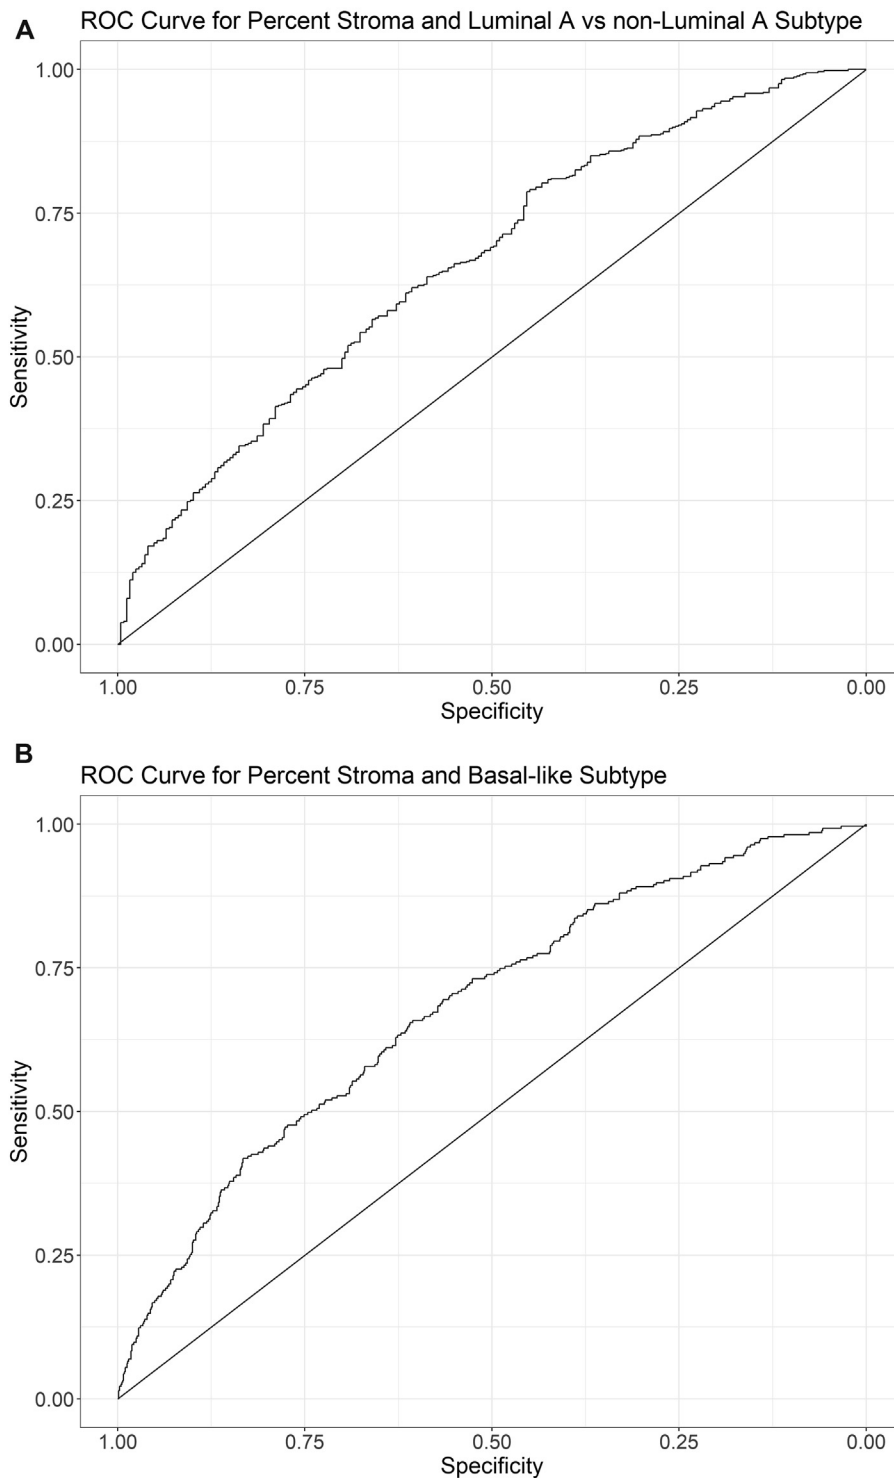 A
ROC Curve for Percent Stroma and Luminal A vs non-Luminal A Subtype
1.00
0.75
0.50
0.25
0.00
Sensitivity
1.00 0.75 0.50 0.25 0.00
Specificity
B
ROC Curve for Percent Stroma and Basal-like Subtype
1.00
0.75
0.50
0.25
0.00
Sensitivity
1.00 0.75 0.50 0.25 0.00
Specificity